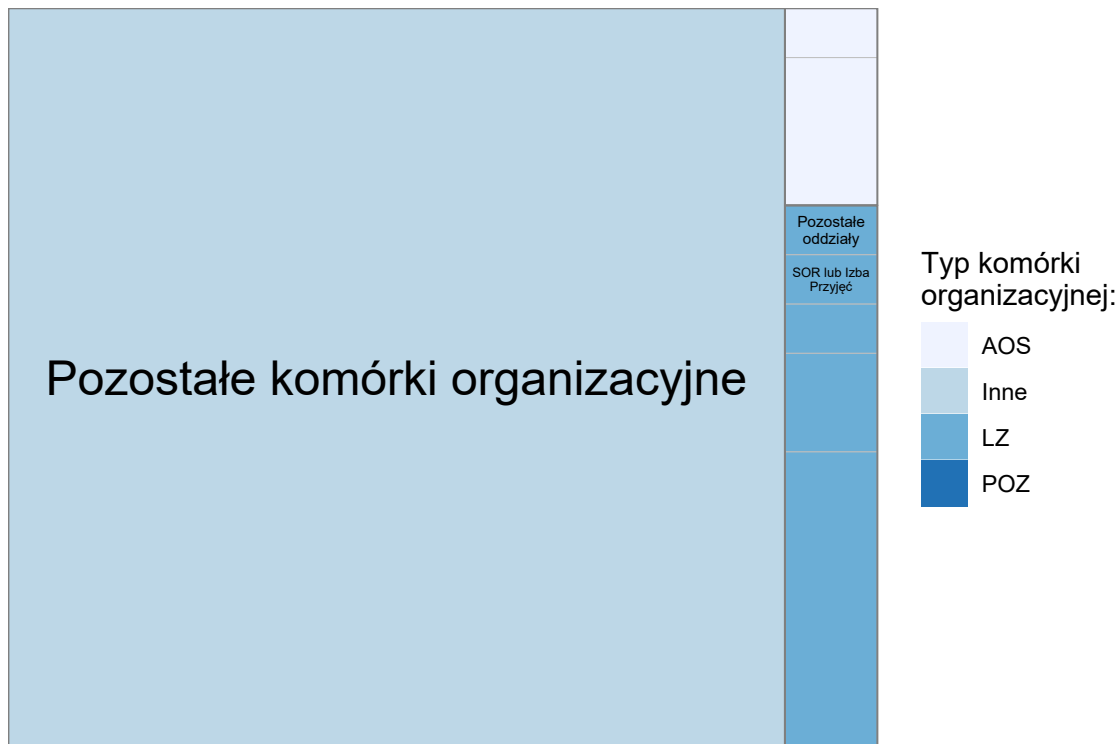 Pozostałe
oddziały
SOR lub Izba
Przyjęć
Pozostałe komórki organizacyjne
Typ komórki
organizacyjnej:
AOS
Inne
LZ
POZ